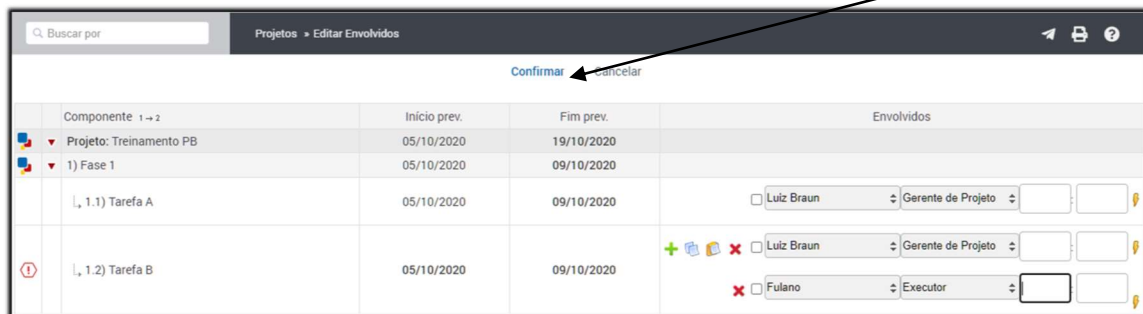 Buscar por
Projetos » Editar Envolvidos
Confirmar Cancelar
Componente 1→2 Início prev. Fim prev. Envolvidos
Projeto: Treinamento PB 05/10/2020 19/10/2020
1) Fase 1 05/10/2020 09/10/2020
1.1) Tarefa A 05/10/2020 09/10/2020 Luiz Braun Gerente de Projeto :
1.2) Tarefa B 05/10/2020 09/10/2020 Luiz Braun Gerente de Projeto :
Fulano Executor :